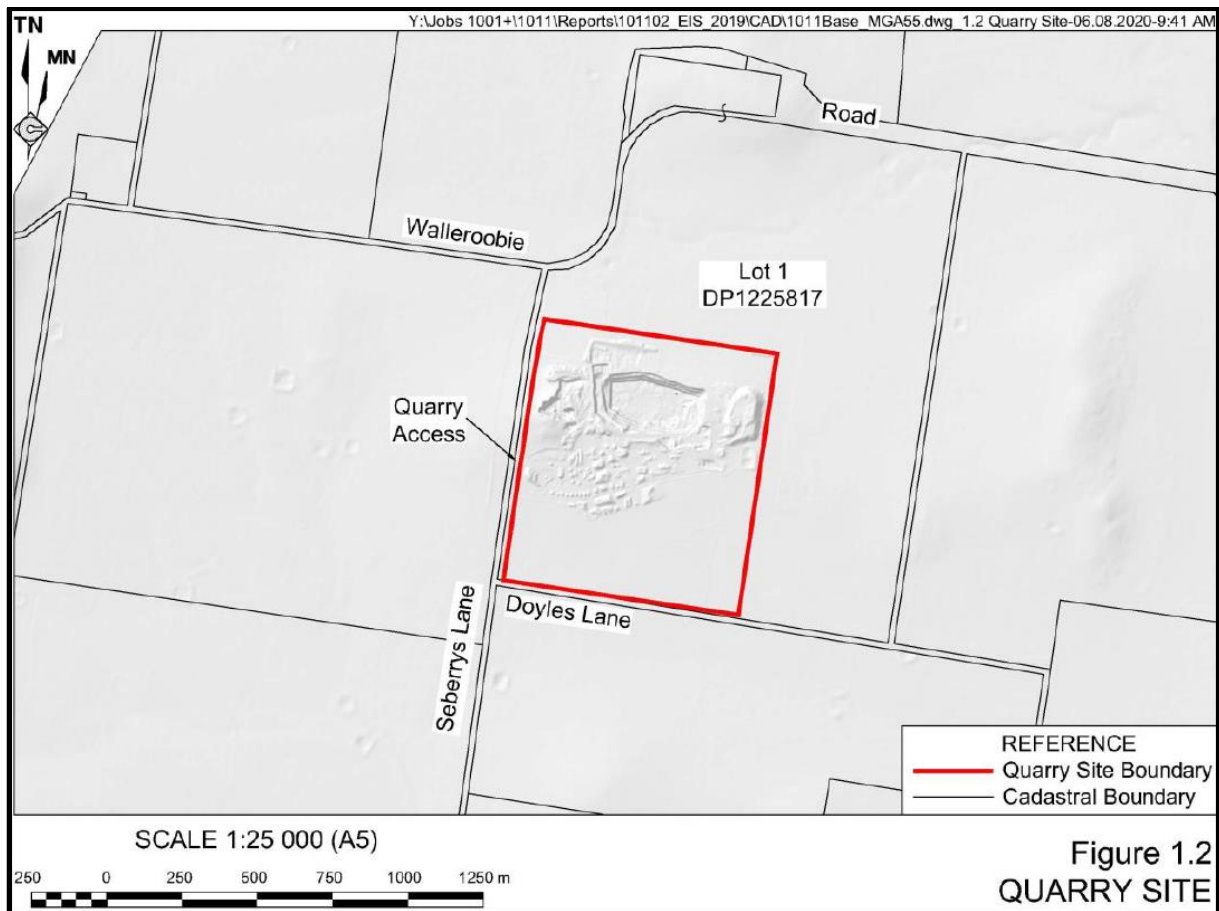 Y:\Jobs 1001+\1011\Reports\101102_EIS_2019\CAD\1011Base_MGA55.dwg_1.2 Quarry Site-06.08.2020-9:41 AM
TN
MN
Road
Walleroobie
Lot 1
DP1225817
Quarry
Access
Seberrys Lane
Doyles Lane
REFERENCE
Quarry Site Boundary
Cadastral Boundary
SCALE 1:25 000 (A5)
250 0 250 500 750 1000 1250 m
Figure 1.2
QUARRY SITE